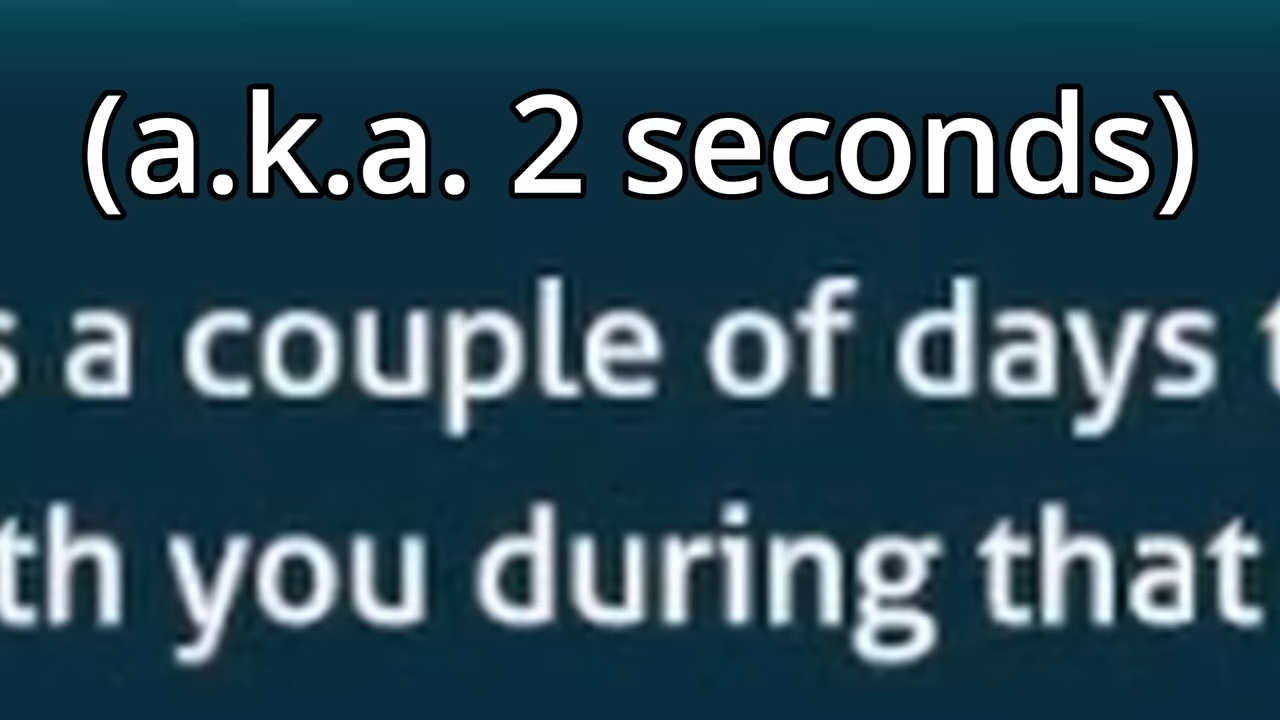 (a.k.a. 2 seconds)
a couple of days
you during that